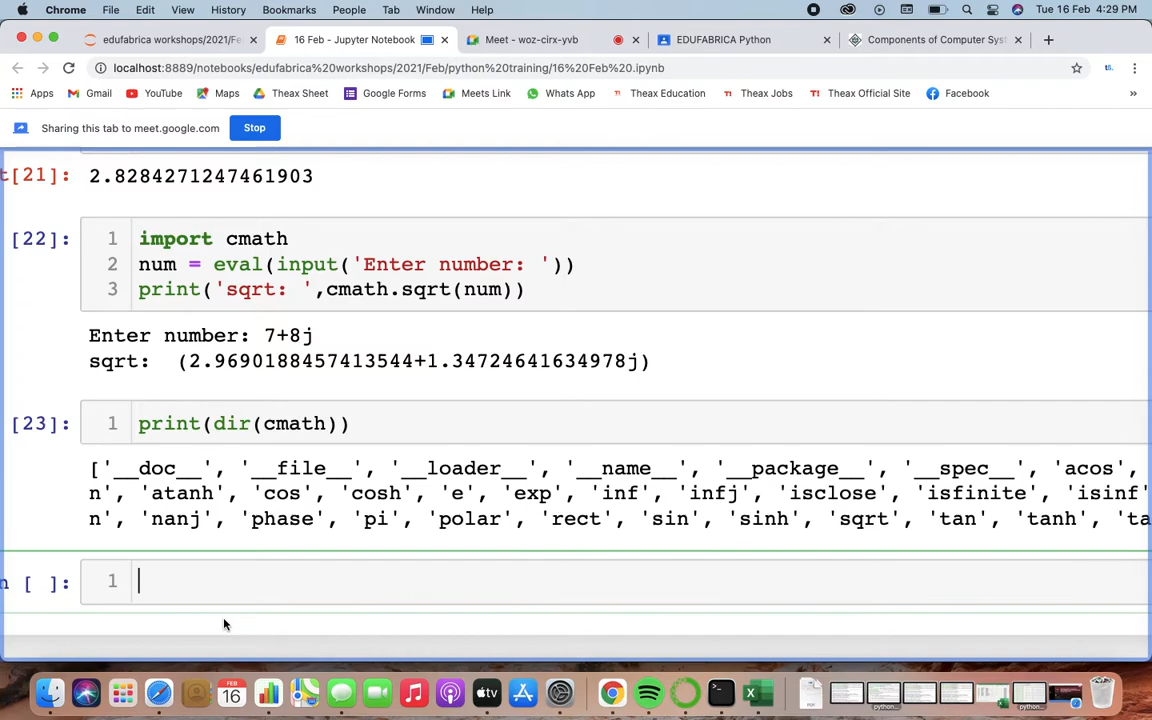 Chrome File Edit View History Bookmarks People Tab Window Help Tue 16 Feb 4:29 PM
edufabrica workshops/2021/Fe
16 Feb - Jupyter Notebook
Meet - woz-cirx-yvb
EDUFABRICA Python
Components of Computer Syst
localhost:8889/notebooks/edufabrica%20workshops/2021/Feb/python%20training/16%20Feb%20.ipynb
Apps Gmail YouTube Maps Theax Sheet Google Forms Meets Link Whats App Theax Education Theax Jobs Theax Official Site Facebook »
Sharing this tab to meet.google.com Stop
t[21]: 2.8284271247461903
[22]: 1 import cmath
2 num = eval(input('Enter number: '))
3 print('sqrt: ',cmath.sqrt(num))
Enter number: 7+8j
sqrt: (2.9690188457413544+1.34724641634978j)
[23]: 1 print(dir(cmath))
['__doc__', '__file__', '__loader__', '__name__', '__package__', '__spec__', 'acos',
n', 'atanh', 'cos', 'cosh', 'e', 'exp', 'inf', 'infj', 'isclose', 'isfinite', 'isinf'
n', 'nanj', 'phase', 'pi', 'polar', 'rect', 'sin', 'sinh', 'sqrt', 'tan', 'tanh', 'ta
n [ ]: 1
FEB
16